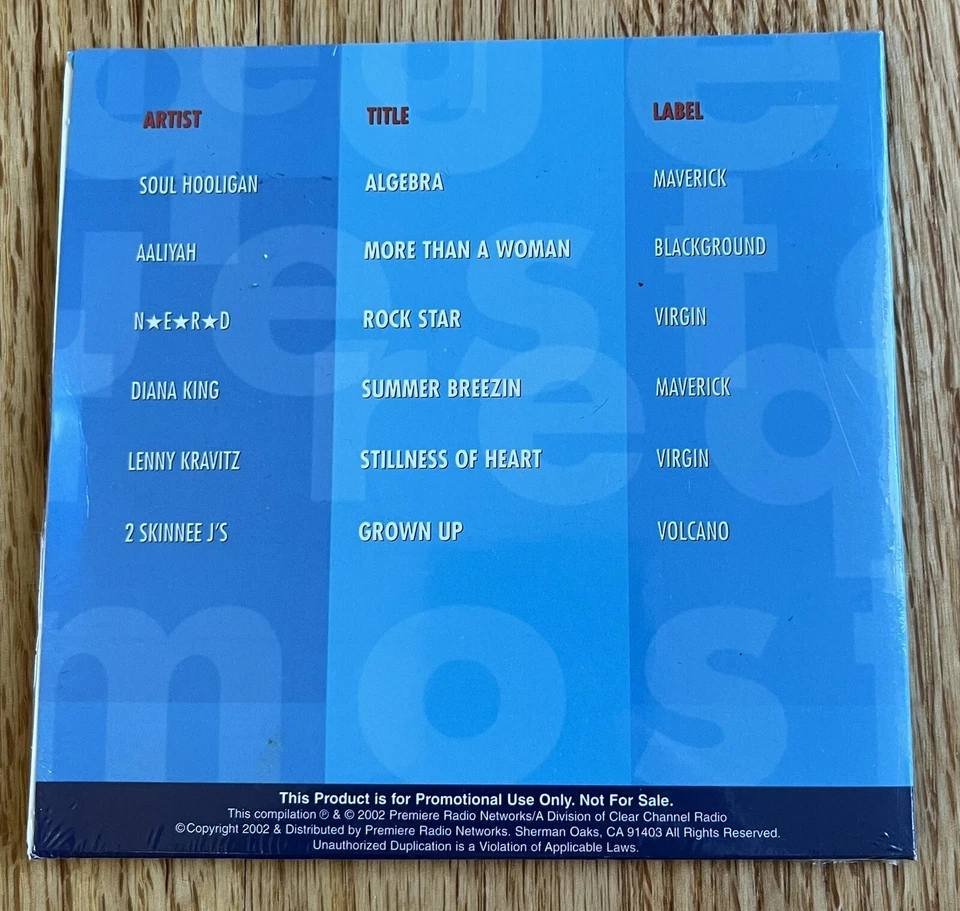 ARTIST TITLE LABEL
SOUL HOOLIGAN ALGEBRA MAVERICK
AALIYAH MORE THAN A WOMAN BLACKGROUND
N★E★R★D ROCK STAR VIRGIN
DIANA KING SUMMER BREEZIN MAVERICK
LENNY KRAVITZ STILLNESS OF HEART VIRGIN
2 SKINNEE J'S GROWN UP VOLCANO
most
This Product is for Promotional Use Only. Not For Sale.
This compilation ℗ & © 2002 Premiere Radio Networks/A Division of Clear Channel Radio
©Copyright 2002 & Distributed by Premiere Radio Networks. Sherman Oaks, CA 91403 All Rights Reserved.
Unauthorized Duplication is a Violation of Applicable Laws.